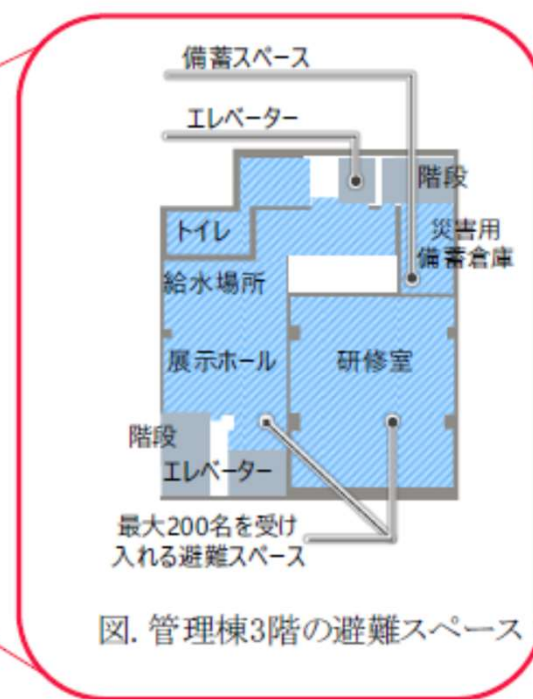 備蓄スペース
エレベーター
階段
トイレ
災害用
備蓄倉庫
給水場所
展示ホール
研修室
階段
エレベーター
最大200名を受け
入れる避難スペース
図. 管理棟3階の避難スペース